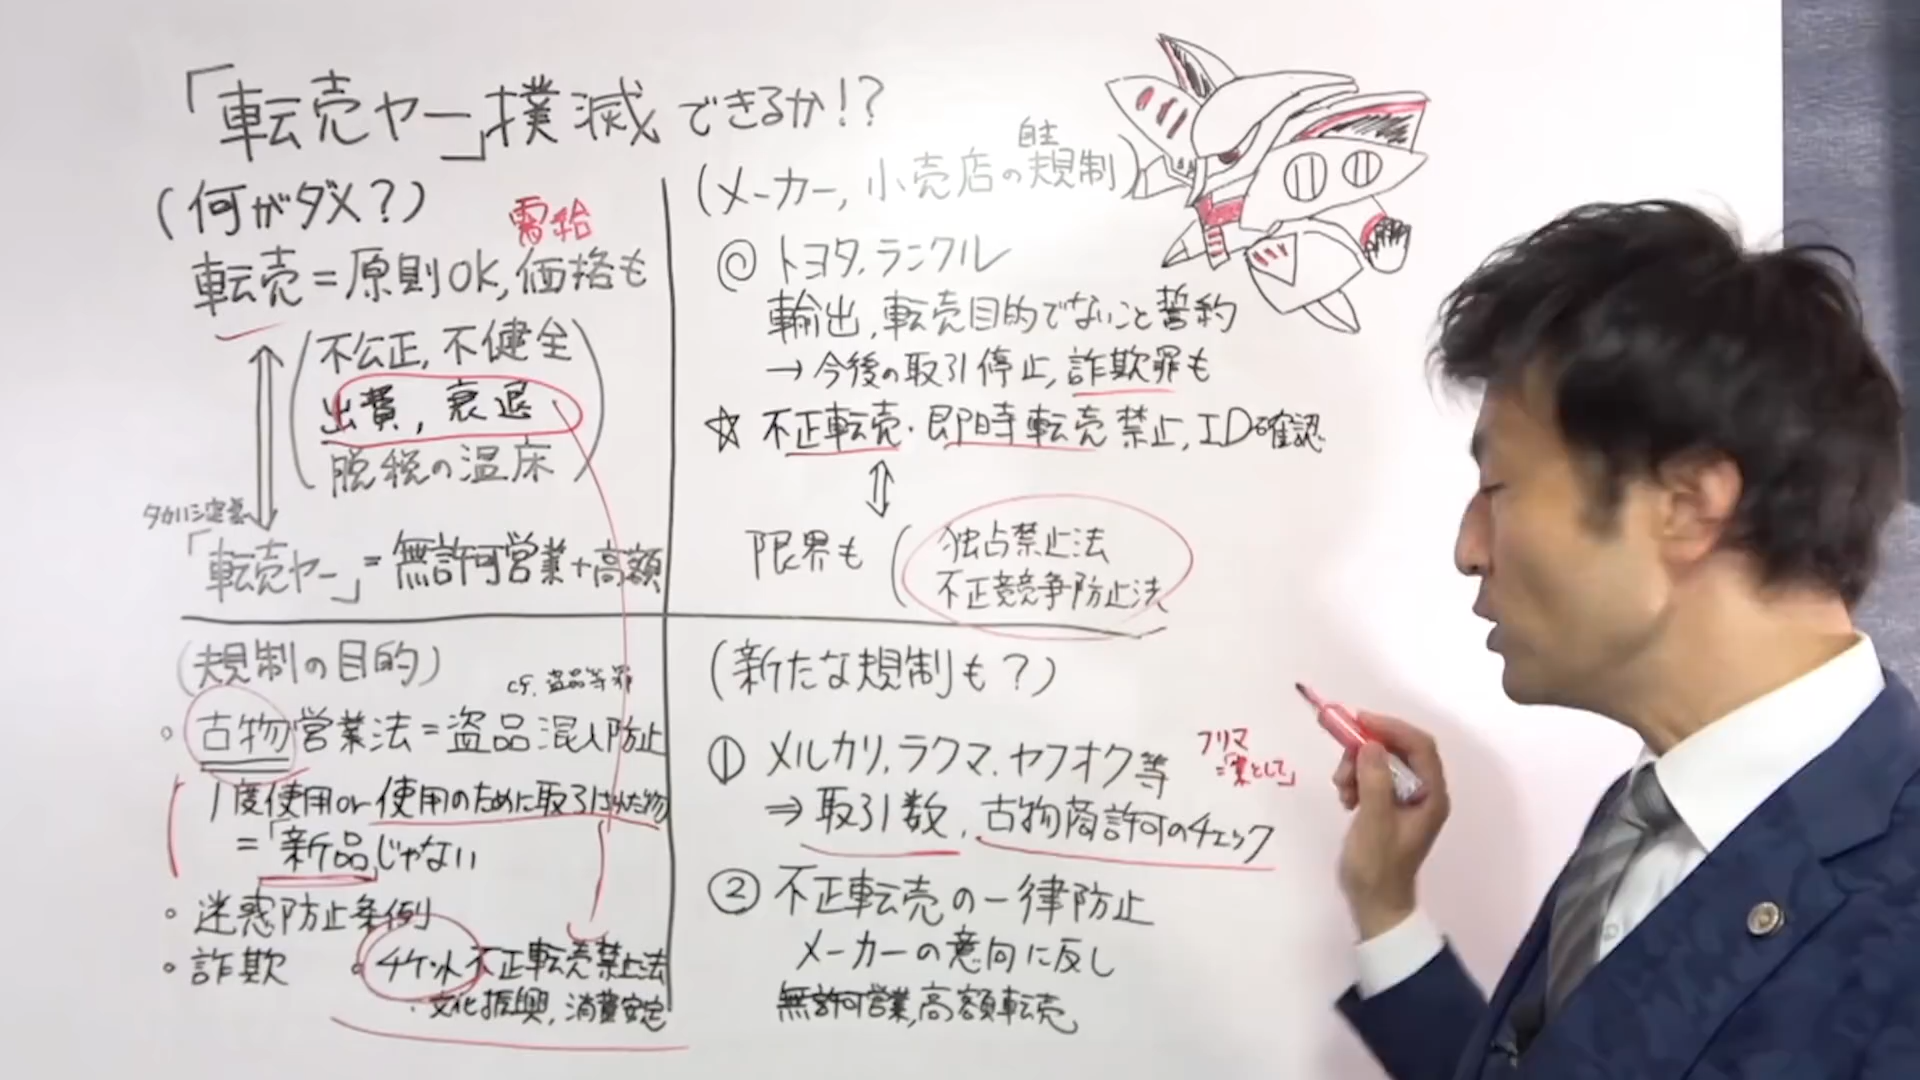 「転売ヤー」撲滅できるか!?
(何がダメ?)
需給
転売=原則OK,価格も
不公正,不健全
出費,衰退
脱税の温床
タカハシ定義
「転売ヤー」=無許可営業+高額
(メーカー,小売店の自主規制)
◎トヨタ,ランクル
輸出,転売目的でないこと誓約
→今後の取引停止,詐欺罪も
☆不正転売・即時転売禁止,ID確認
限界も
独占禁止法
不正競争防止法
(規制の目的)
cf.盗品等罪
◦古物営業法=盗品混入防止
1度使用or使用のために取引された物
=「新品」じゃない
◦迷惑防止条例
◦詐欺
◦チケット不正転売禁止法
・文化振興,消費安定
(新たな規制も?)
①メルカリ,ラクマ,ヤフオク等
フリマ
=「業として」
⇒取引数,古物商許可のチェック
②不正転売の一律防止
メーカーの意向に反し
無許可営業,高額転売